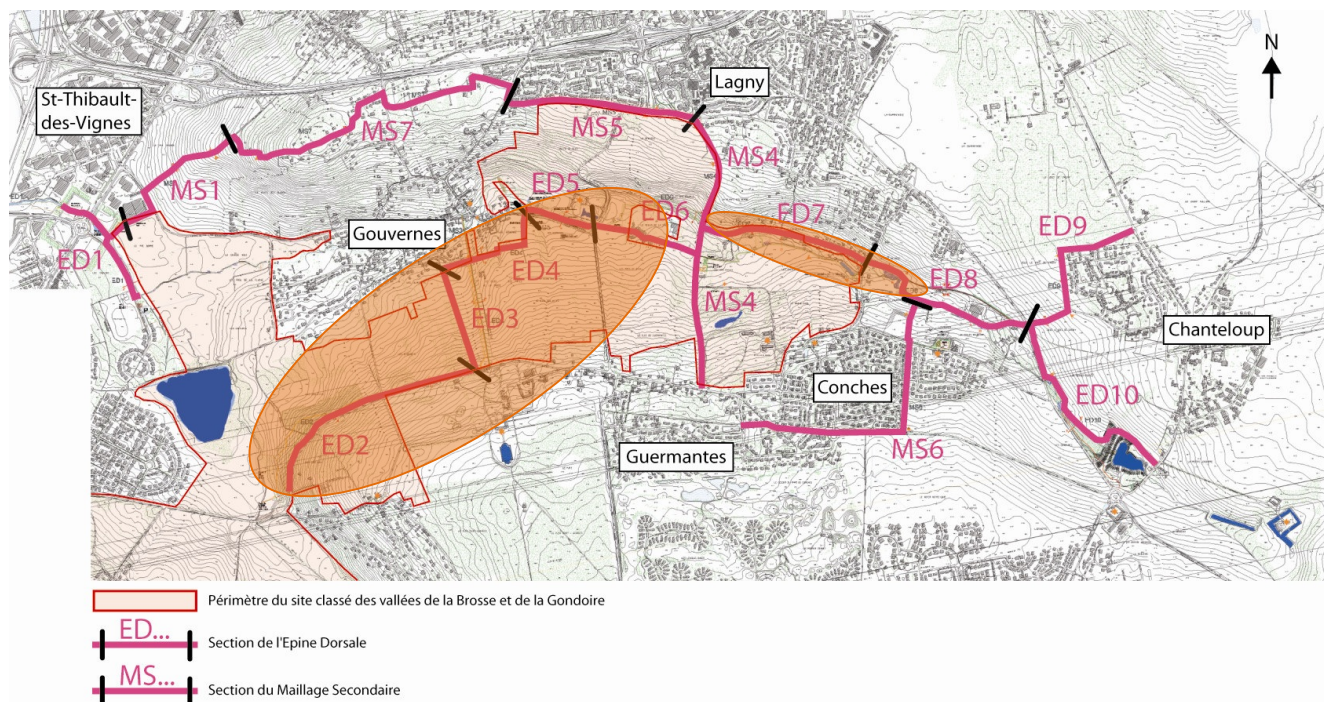 N
St-Thibault-
des-Vignes
Lagny
MS7
MS5
MS4
MS1
ED5
ED6
ED7
ED9
Gouvernes
ED1
ED4
ED8
MS4
ED3
Chanteloup
Conches
ED10
ED2
Guermantes
MS6
Périmètre du site classé des vallées de la Brosse et de la Gondoire
ED...
Section de l'Epine Dorsale
MS...
Section du Maillage Secondaire